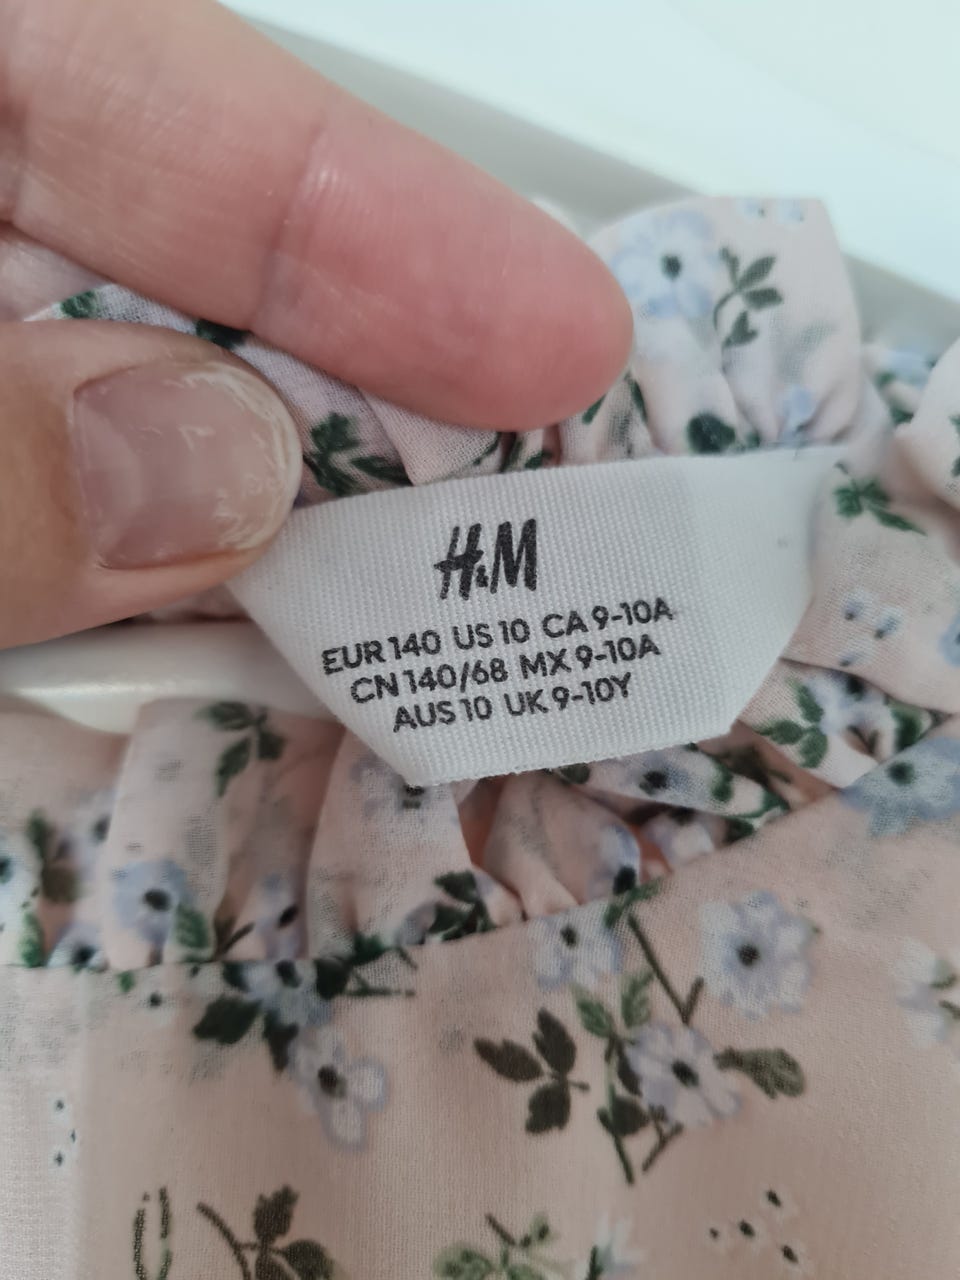 H&M
EUR 140 US 10 CA 9-10A
CN 140/68 MX 9-10A
AUS 10 UK 9-10Y